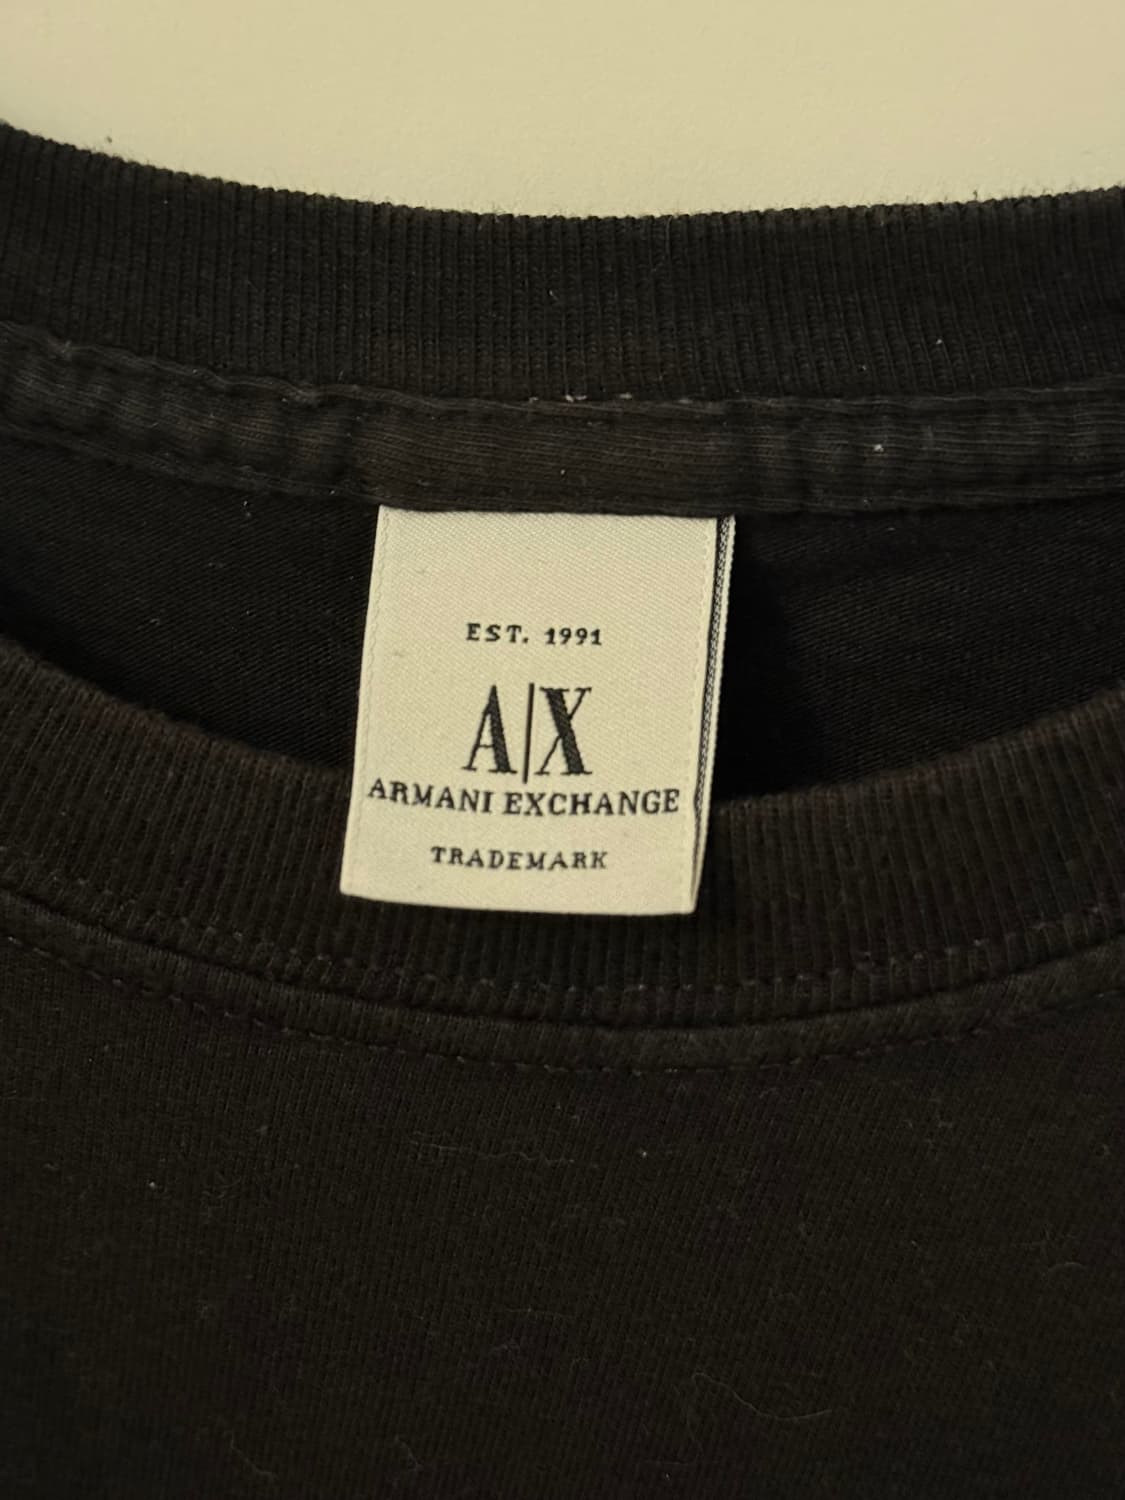 EST. 1991
A|X
ARMANI EXCHANGE
TRADEMARK